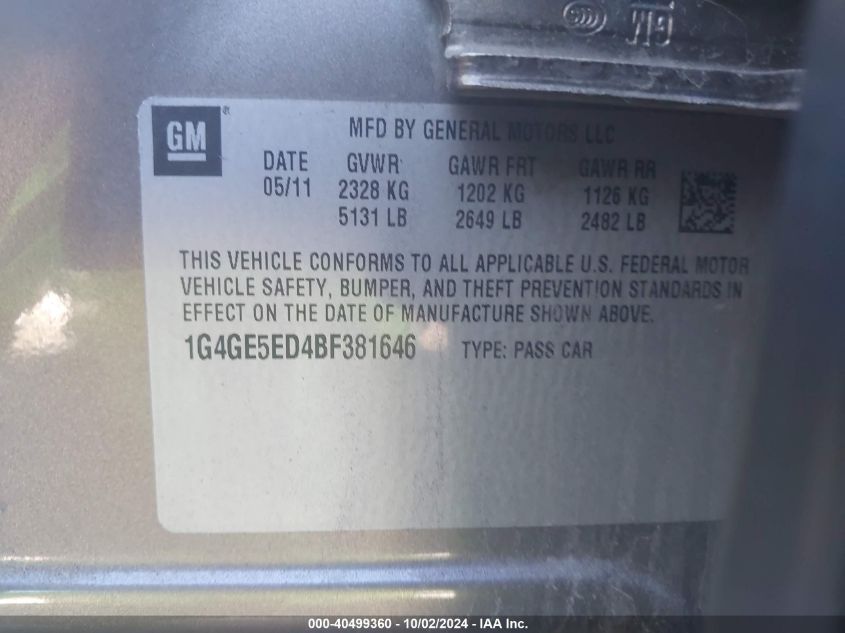 GM
GM
MFD BY GENERAL MOTORS LLC
DATE GVWR GAWR FRT GAWR RR
05/11 2328 KG 1202 KG 1126 KG
5131 LB 2649 LB 2482 LB
THIS VEHICLE CONFORMS TO ALL APPLICABLE U.S. FEDERAL MOTOR
VEHICLE SAFETY, BUMPER, AND THEFT PREVENTION STANDARDS IN
EFFECT ON THE DATE OF MANUFACTURE SHOWN ABOVE.
1G4GE5ED4BF381646 TYPE: PASS CAR
000-40499360 - 10/02/2024 - IAA Inc.